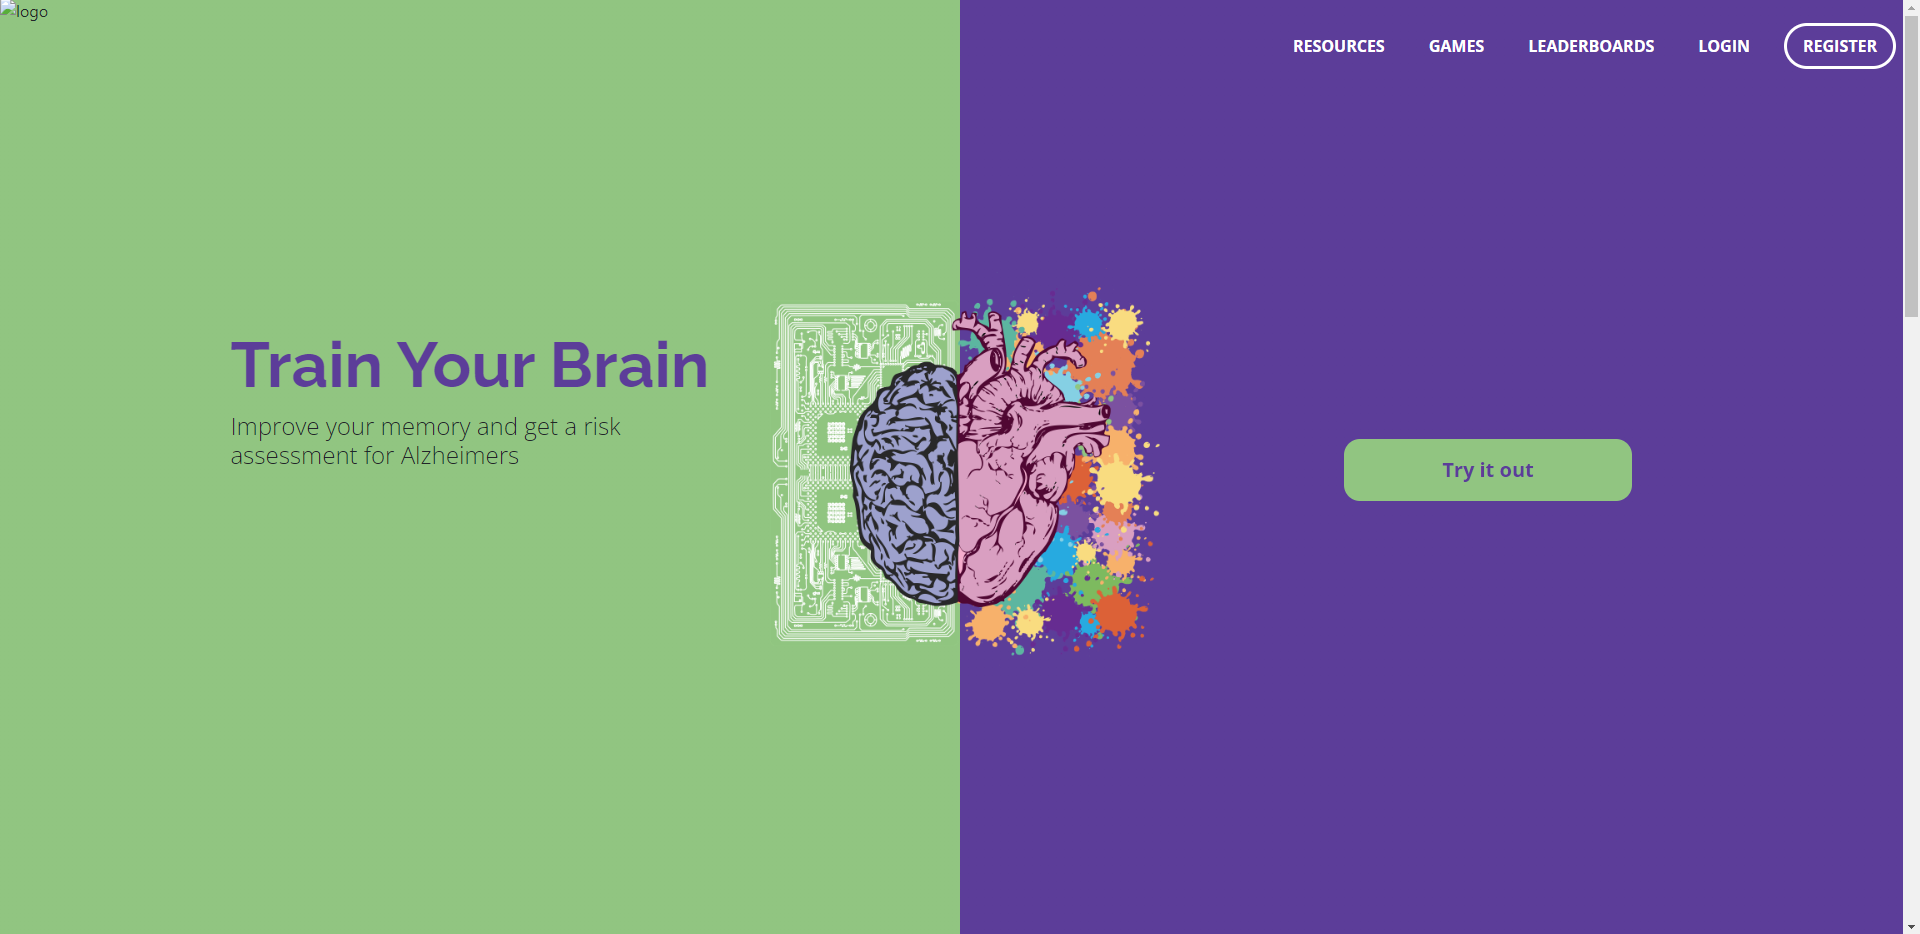 logo
RESOURCES GAMES LEADERBOARDS LOGIN REGISTER
Train Your Brain
Improve your memory and get a risk
assessment for Alzheimers
Try it out